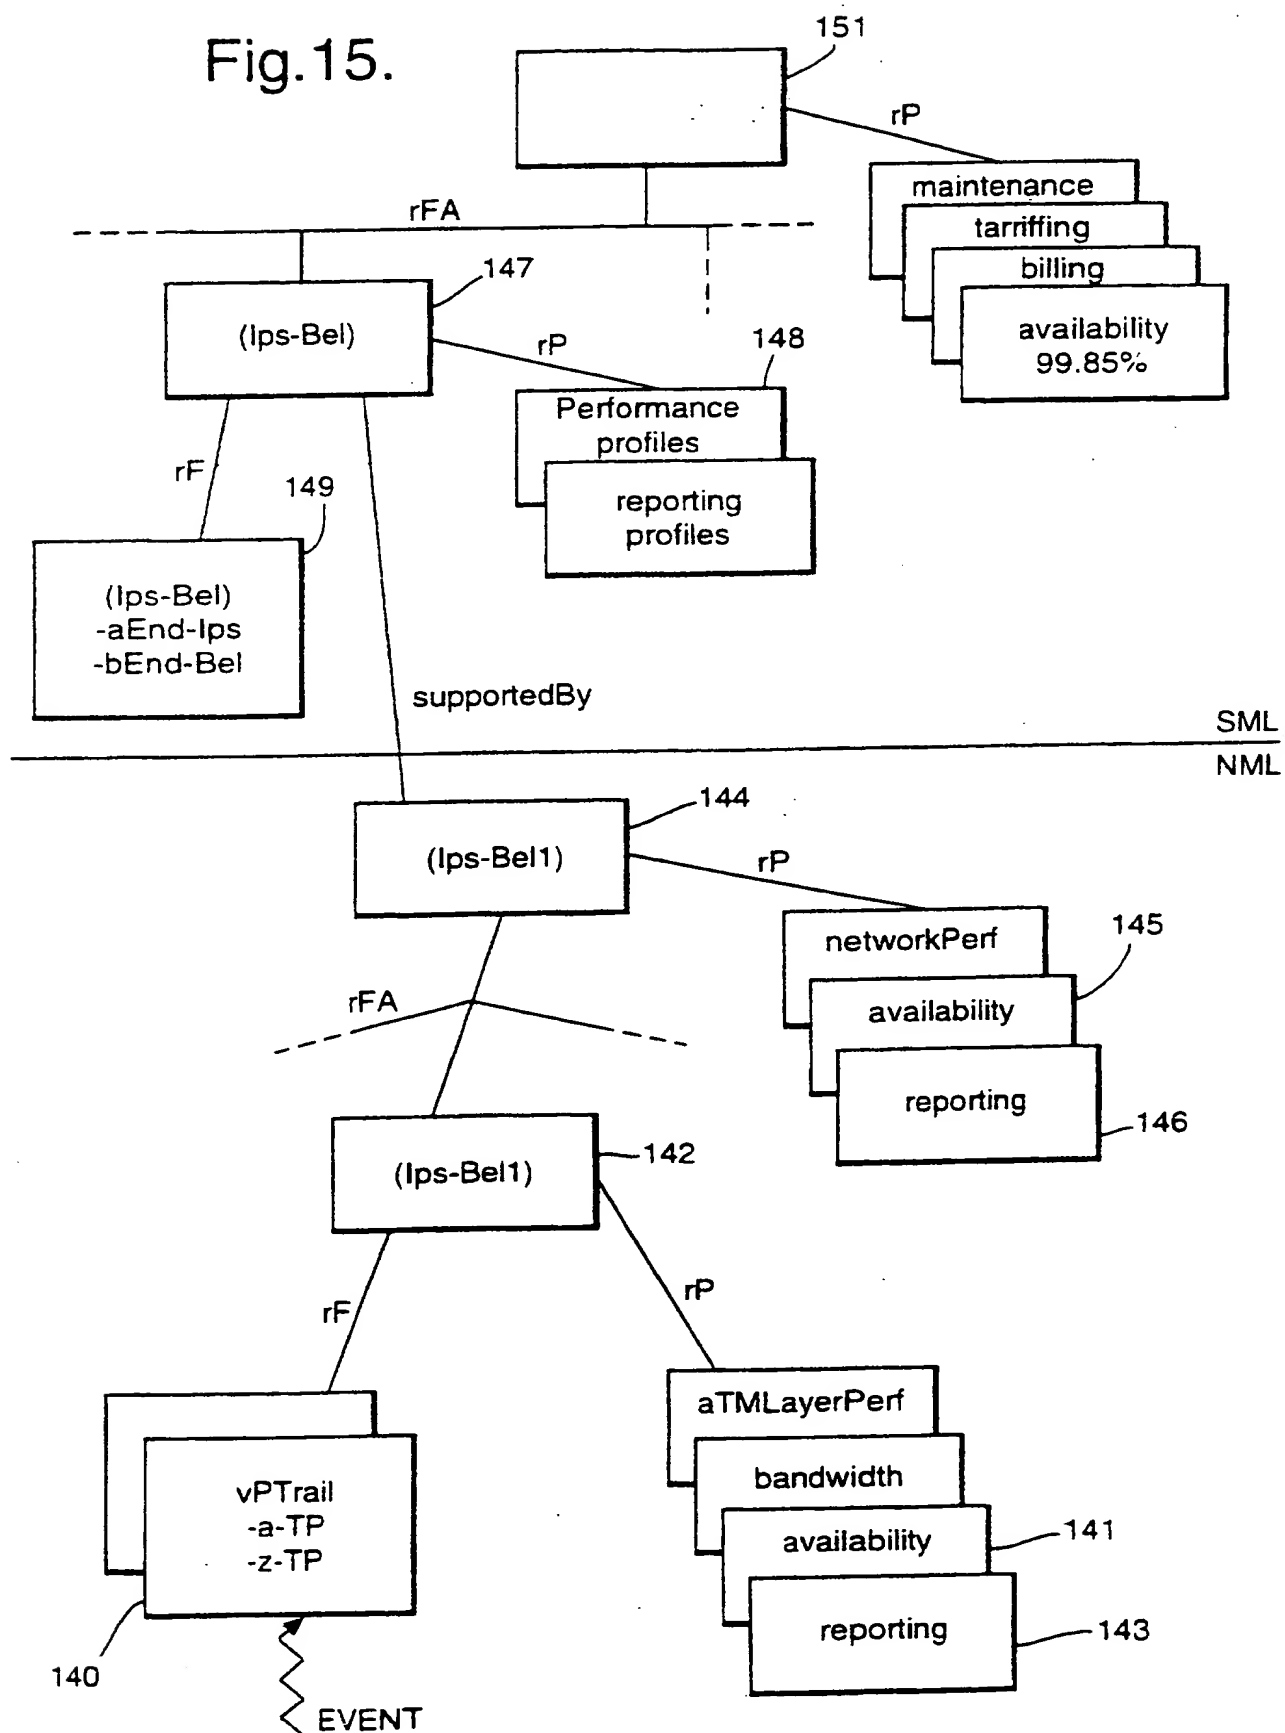 Fig.15.
151
rP
maintenance
tarriffing
billing
availability
99.85%
rFA
147
(Ips-Bel)
rP
148
Performance
profiles
reporting
profiles
rF
149
(Ips-Bel)
-aEnd-Ips
-bEnd-Bel
supportedBy
SML
NML
144
(Ips-Bel1)
rP
networkPerf
145
availability
reporting
146
rFA
142
(Ips-Bel1)
rF
rP
aTMLayerPerf
bandwidth
availability
141
reporting
143
vPTrail
-a-TP
-z-TP
140
EVENT